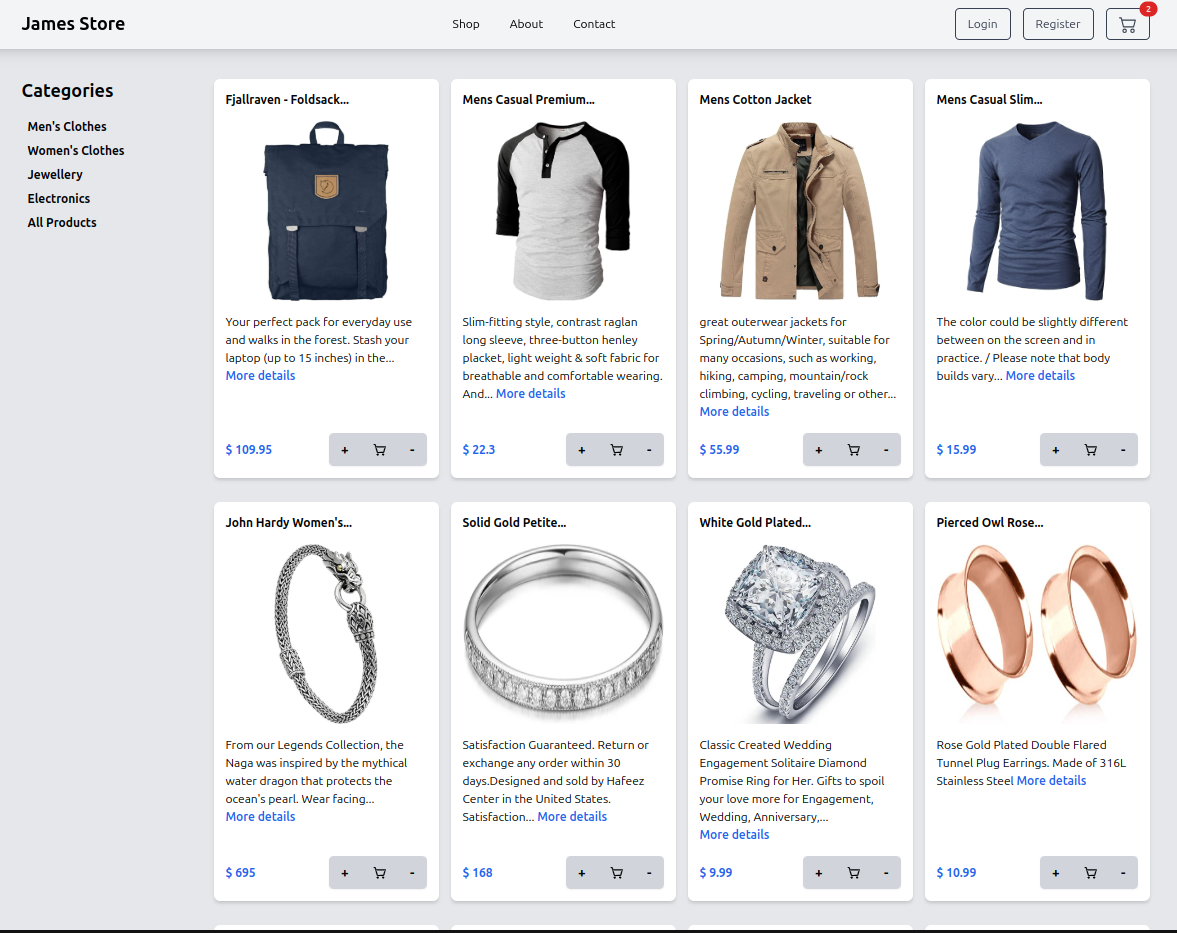 James Store
Shop
About
Contact
Login
Register
2
Categories
Men's Clothes
Women's Clothes
Jewellery
Electronics
All Products
Fjallraven - Foldsack...
Your perfect pack for everyday use
and walks in the forest. Stash your
laptop (up to 15 inches) in the...
More details
$ 109.95
+ -
Mens Casual Premium...
Slim-fitting style, contrast raglan
long sleeve, three-button henley
placket, light weight & soft fabric for
breathable and comfortable wearing.
And... More details
$ 22.3
+ -
Mens Cotton Jacket
great outerwear jackets for
Spring/Autumn/Winter, suitable for
many occasions, such as working,
hiking, camping, mountain/rock
climbing, cycling, traveling or other...
More details
$ 55.99
+ -
Mens Casual Slim...
The color could be slightly different
between on the screen and in
practice. / Please note that body
builds vary... More details
$ 15.99
+ -
John Hardy Women's...
From our Legends Collection, the
Naga was inspired by the mythical
water dragon that protects the
ocean's pearl. Wear facing...
More details
$ 695
+ -
Solid Gold Petite...
Satisfaction Guaranteed. Return or
exchange any order within 30
days.Designed and sold by Hafeez
Center in the United States.
Satisfaction... More details
$ 168
+ -
White Gold Plated...
Classic Created Wedding
Engagement Solitaire Diamond
Promise Ring for Her. Gifts to spoil
your love more for Engagement,
Wedding, Anniversary,...
More details
$ 9.99
+ -
Pierced Owl Rose...
Rose Gold Plated Double Flared
Tunnel Plug Earrings. Made of 316L
Stainless Steel More details
$ 10.99
+ -